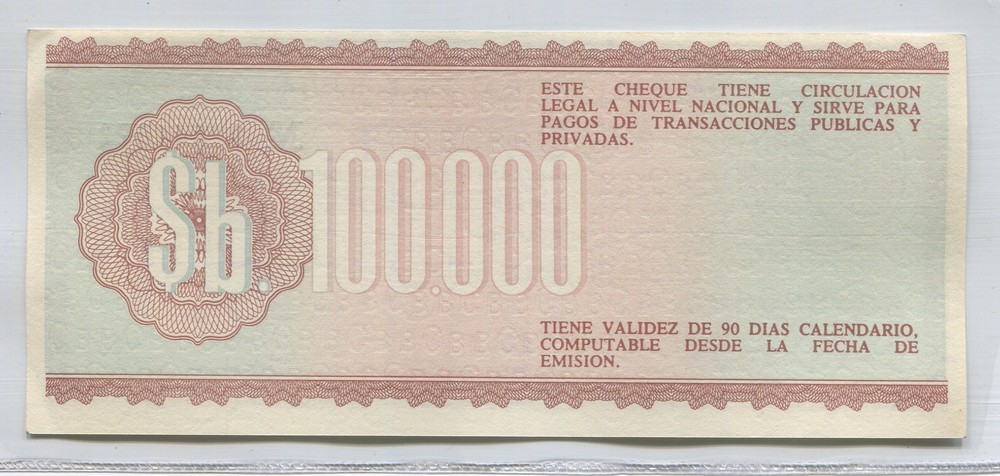 ESTE CHEQUE TIENE CIRCULACION
LEGAL A NIVEL NACIONAL Y SIRVE PARA
PAGOS DE TRANSACCIONES PUBLICAS Y
PRIVADAS.
$b.100.000
TIENE VALIDEZ DE 90 DIAS CALENDARIO,
COMPUTABLE DESDE LA FECHA DE
EMISION.